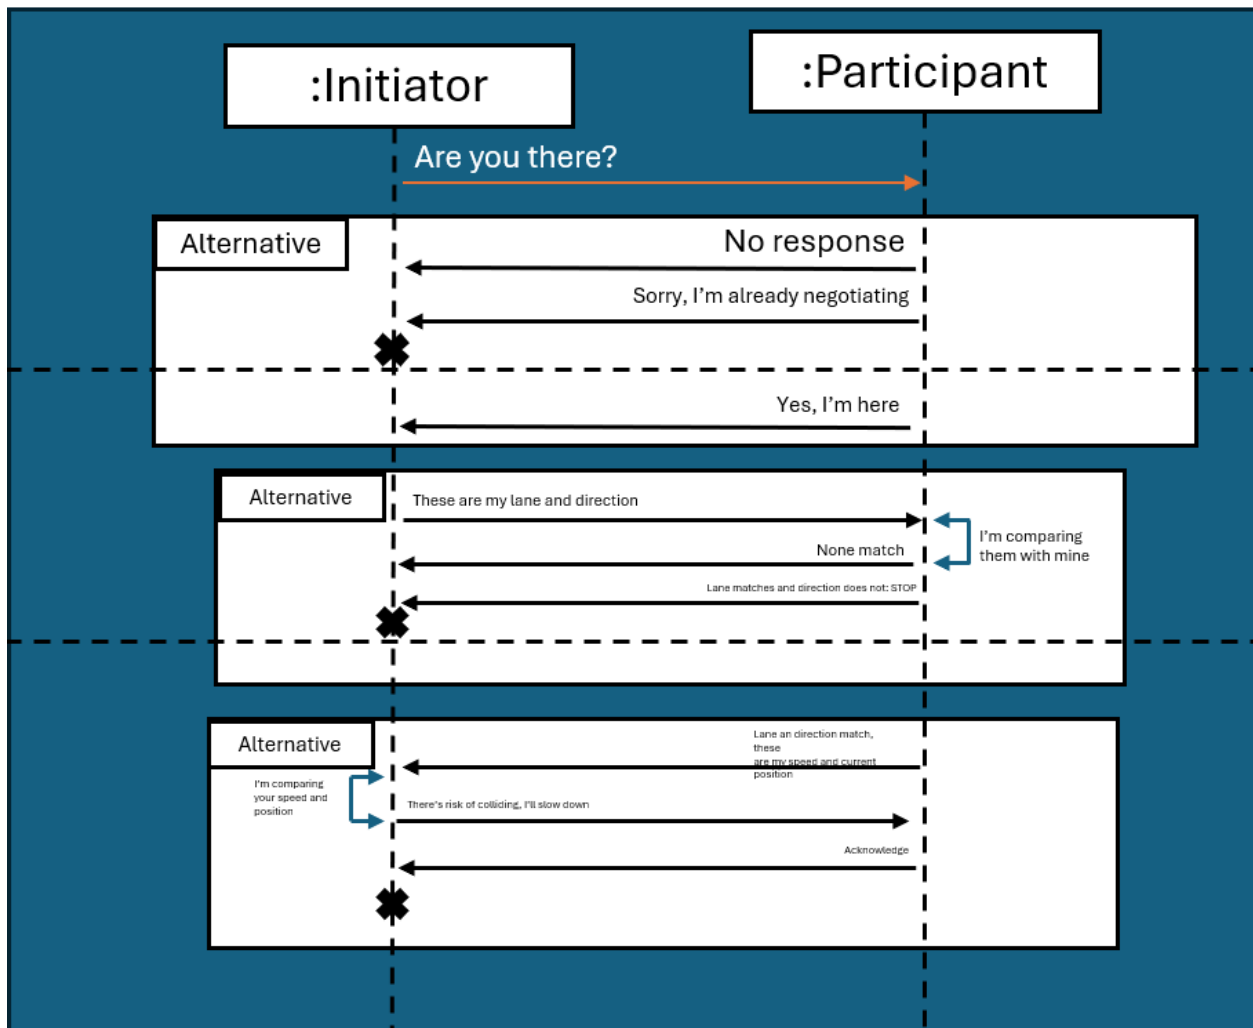 :Initiator
:Participant
Are you there?
Alternative
No response
Sorry, I'm already negotiating
Yes, I'm here
Alternative
These are my lane and direction
I'm comparing
them with mine
None match
Lane matches and direction does not: STOP
Alternative
Lane an direction match,
these
are my speed and current
position
I'm comparing
your speed and
position
There's risk of colliding, I'll slow down
Acknowledge